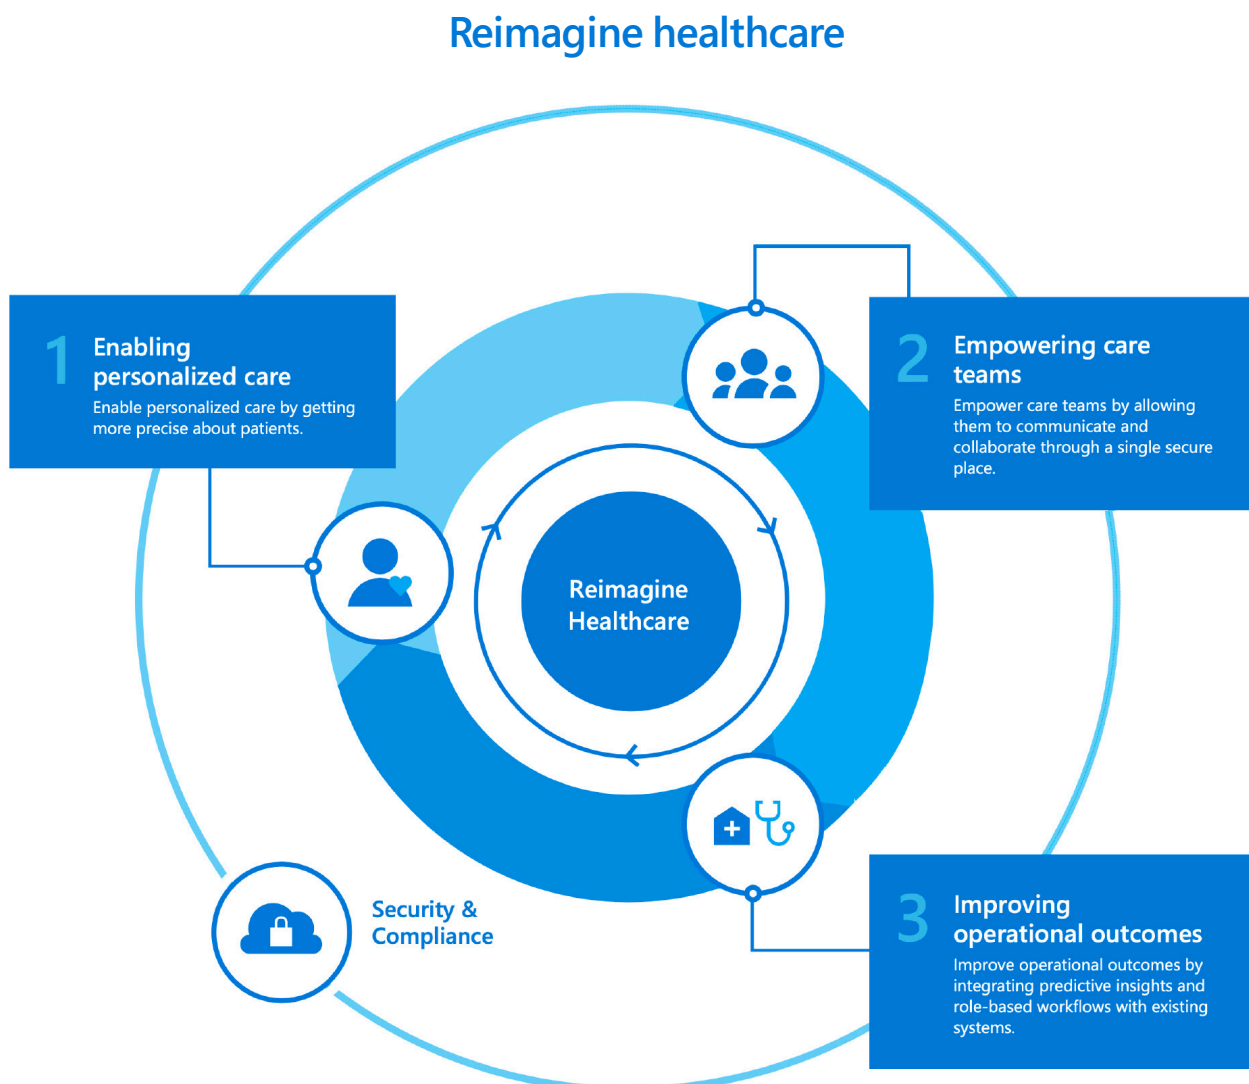 Reimagine healthcare
1
Enabling
personalized care
Enable personalized care by getting
more precise about patients.
2
Empowering care
teams
Empower care teams by allowing
them to communicate and
collaborate through a single secure
place.
Reimagine
Healthcare
Security &
Compliance
3
Improving
operational outcomes
Improve operational outcomes by
integrating predictive insights and
role-based workflows with existing
systems.